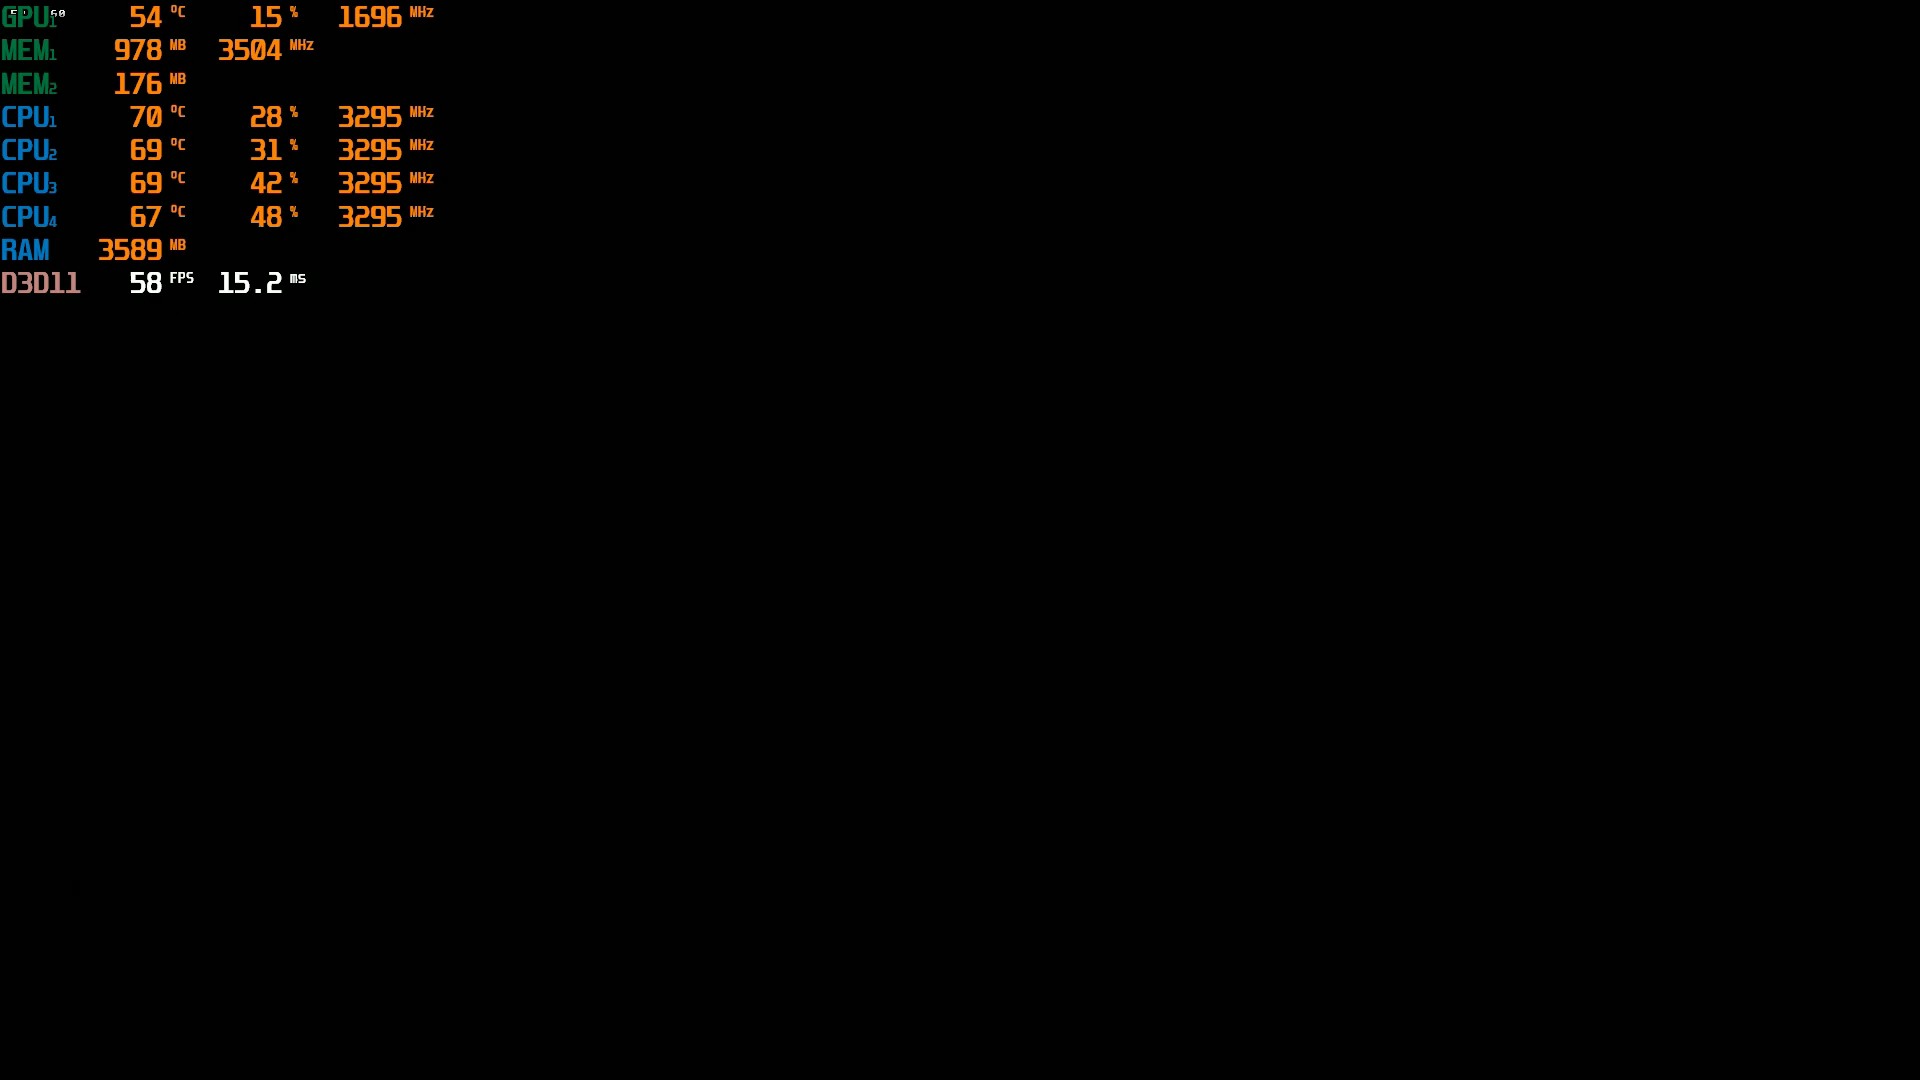 GPU1 54 °C 15 % 1696 MHz
MEM1 978 MB 3504 MHz
MEM2 176 MB
CPU1 70 °C 28 % 3295 MHz
CPU2 69 °C 31 % 3295 MHz
CPU3 69 °C 42 % 3295 MHz
CPU4 67 °C 48 % 3295 MHz
RAM 3589 MB
D3D11 58 FPS 15.2 ms